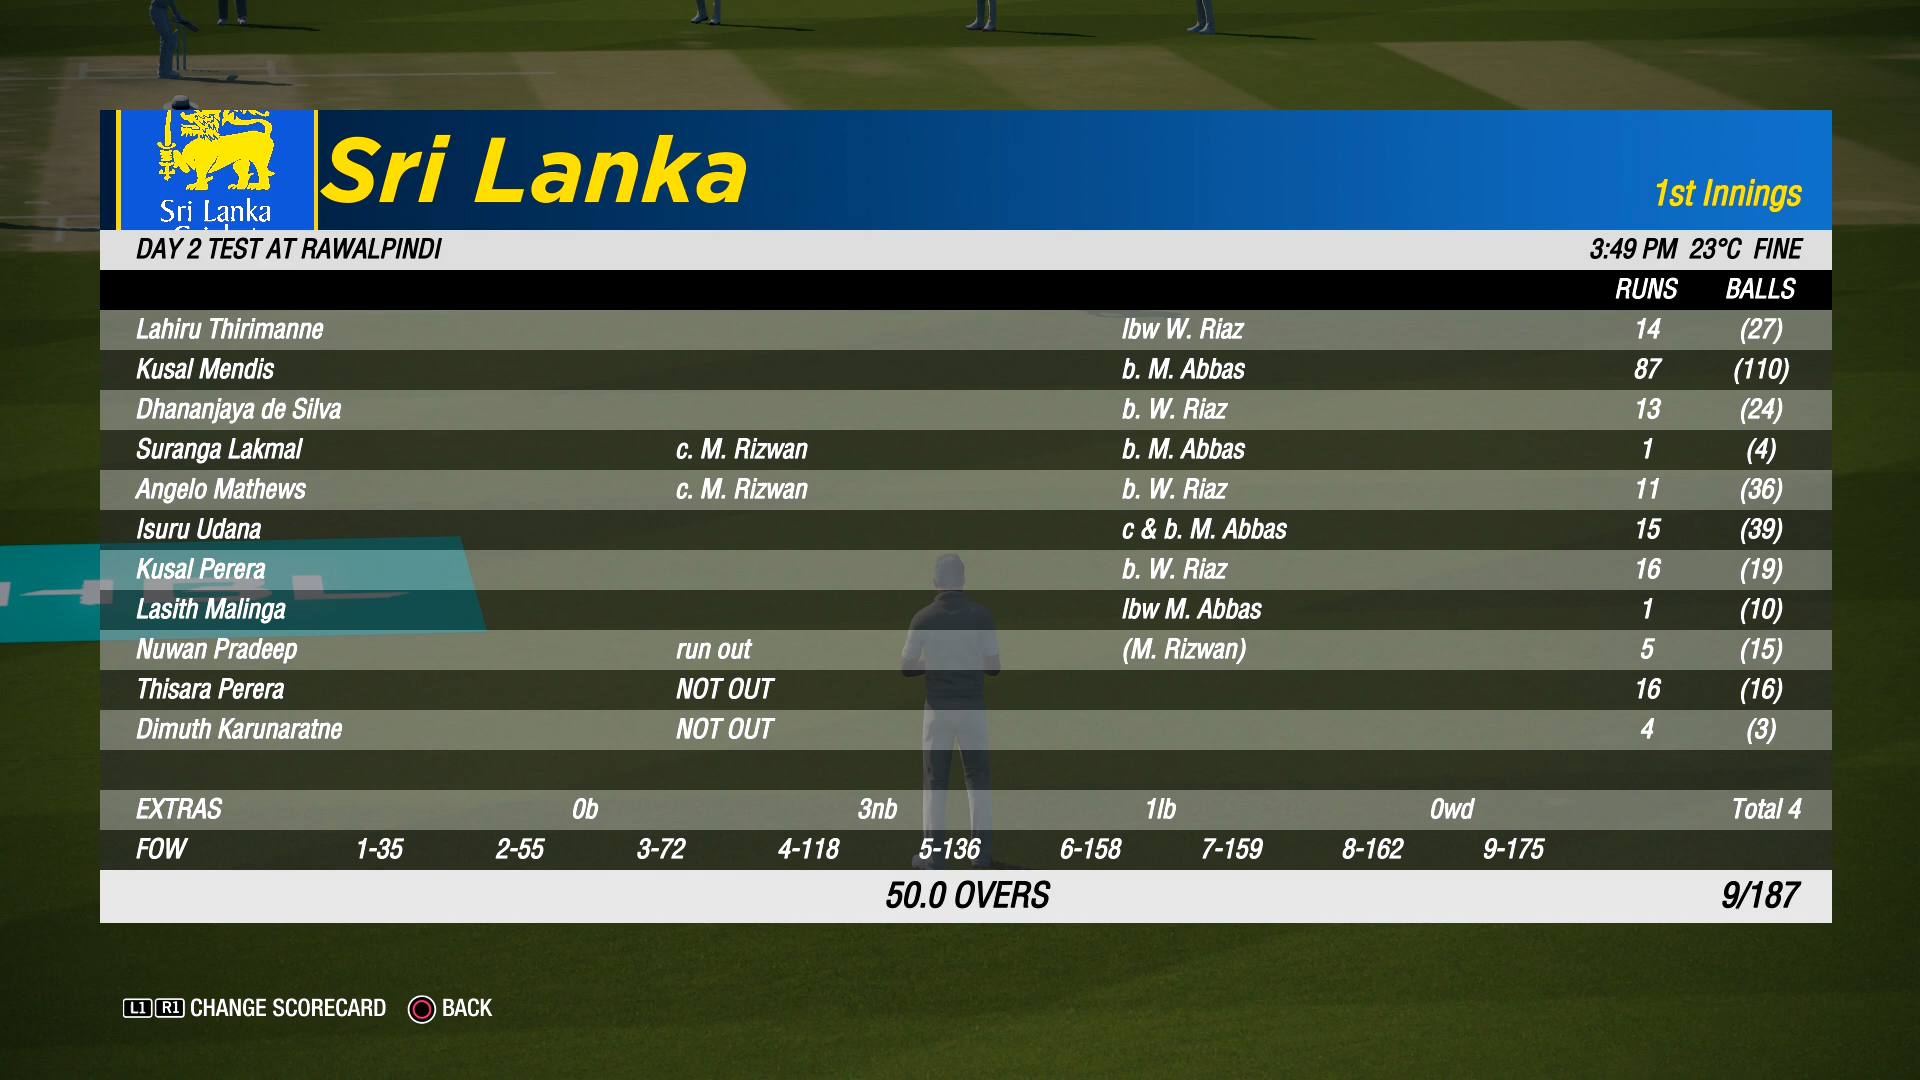 Sri Lanka
Sri Lanka
1st Innings
DAY 2 TEST AT RAWALPINDI 3:49 PM 23°C FINE
RUNS BALLS
Lahiru Thirimanne lbw W. Riaz 14 (27)
Kusal Mendis b. M. Abbas 87 (110)
Dhananjaya de Silva b. W. Riaz 13 (24)
Suranga Lakmal c. M. Rizwan b. M. Abbas 1 (4)
Angelo Mathews c. M. Rizwan b. W. Riaz 11 (36)
Isuru Udana c & b. M. Abbas 15 (39)
Kusal Perera b. W. Riaz 16 (19)
Lasith Malinga lbw M. Abbas 1 (10)
Nuwan Pradeep run out (M. Rizwan) 5 (15)
Thisara Perera NOT OUT 16 (16)
Dimuth Karunaratne NOT OUT 4 (3)
EXTRAS 0b 3nb 1lb 0wd Total 4
FOW 1-35 2-55 3-72 4-118 5-136 6-158 7-159 8-162 9-175
50.0 OVERS 9/187
L1 R1 CHANGE SCORECARD BACK